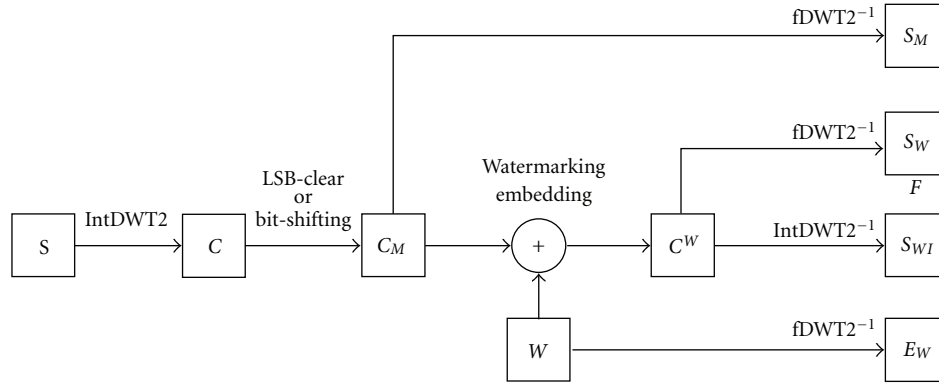 fDWT2⁻¹
S_M
fDWT2⁻¹
S_W
F
Watermarking
embedding
LSB-clear
or
bit-shifting
IntDWT2
IntDWT2⁻¹
S
C
C_M
+
C^W
S_WI
W
fDWT2⁻¹
E_W